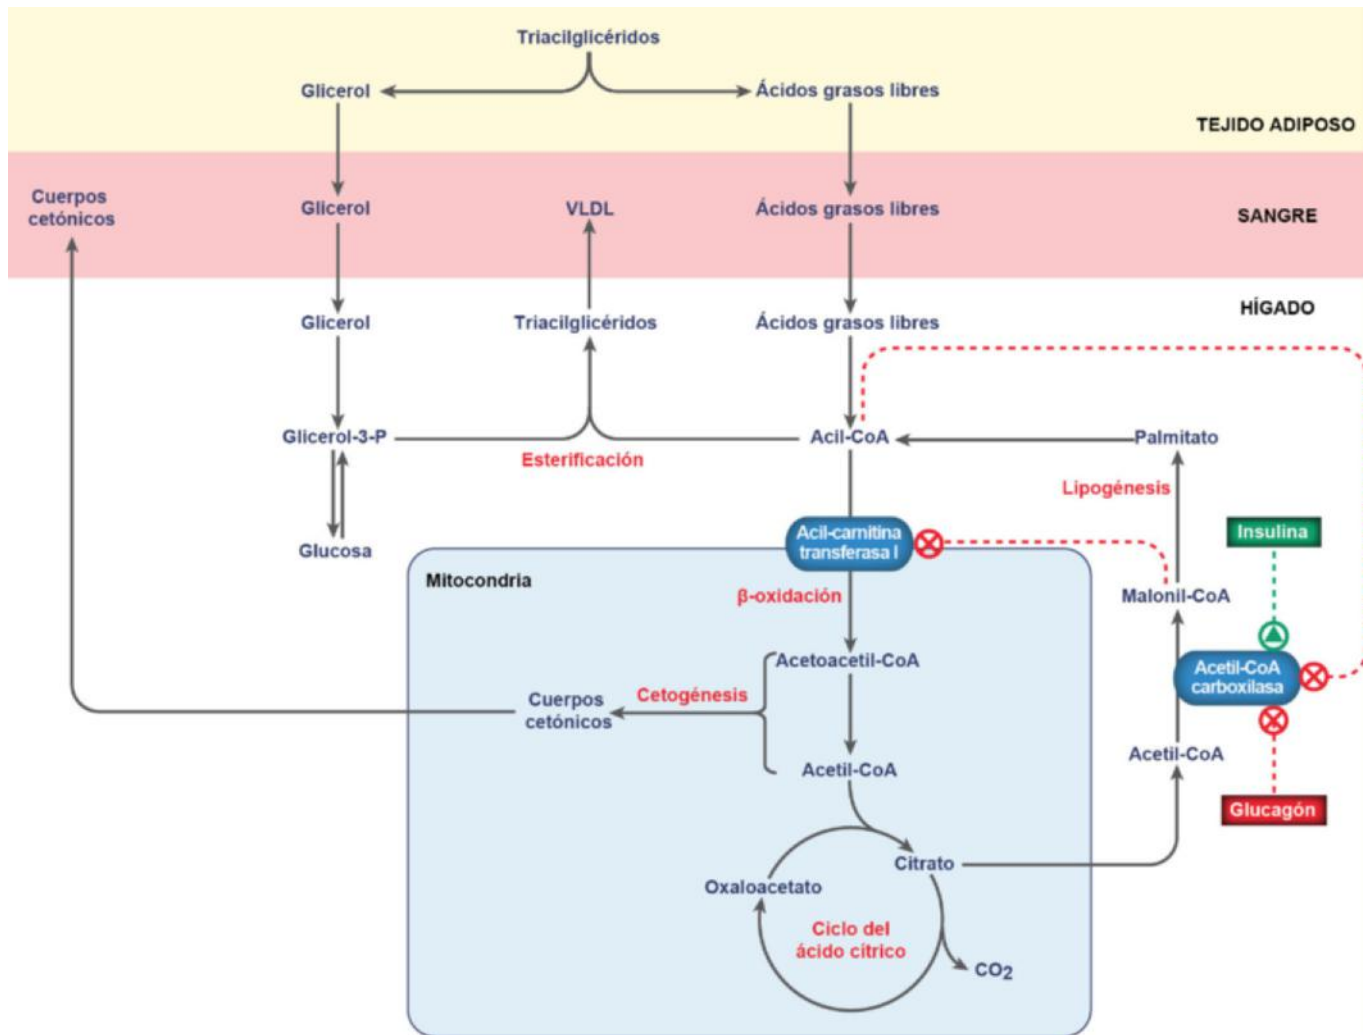 Triacilglicéridos
Glicerol
Ácidos grasos libres
TEJIDO ADIPOSO
Cuerpos
cetónicos
Glicerol
VLDL
Ácidos grasos libres
SANGRE
HÍGADO
Glicerol
Triacilglicéridos
Ácidos grasos libres
Glicerol-3-P
Esterificación
Acil-CoA
Palmitato
Lipogénesis
Glucosa
Acil-carnitina
transferasa I
Insulina
Mitocondria
β-oxidación
Malonil-CoA
Acetoacetil-CoA
Acetil-CoA
carboxilasa
Cetogénesis
Cuerpos
cetónicos
Acetil-CoA
Acetil-CoA
Glucagón
Citrato
Oxaloacetato
Ciclo del
ácido cítrico
CO2